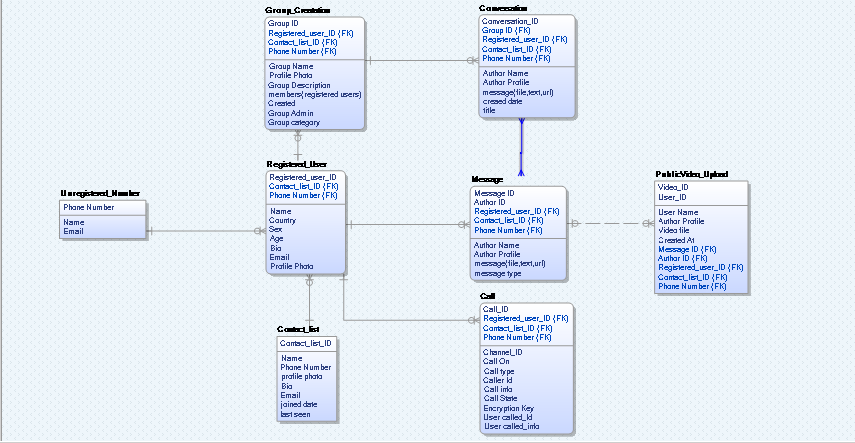 Group_Creatation
Group ID
Registered_user_ID (FK)
Contact_list_ID (FK)
Phone Number (FK)
Group Name
Profile Photo
Group Description
members(registered users)
Created
Group Admin
Group category
Conversation
Conversation_ID
Group ID (FK)
Registered_user_ID (FK)
Contact_list_ID (FK)
Phone Number (FK)
Author Name
Author Profile
message(file,text,url)
creaed date
title
Unregistered_Number
Phone Number
Name
Email
Registered_User
Registered_user_ID
Contact_list_ID (FK)
Phone Number (FK)
Name
Country
Sex
Age
Bio
Email
Profile Photo
Message
Message ID
Author ID
Registered_user_ID (FK)
Contact_list_ID (FK)
Phone Number (FK)
Author Name
Author Profile
message(file,text,url)
message type
PublicVideo_Upload
Video_ID
User_ID
User Name
Author Profile
Video file
Created At
Message ID (FK)
Author ID (FK)
Registered_user_ID (FK)
Contact_list_ID (FK)
Phone Number (FK)
Contact_list
Contact_list_ID
Name
Phone Number
profile photo
Bio
Email
joined date
last seen
Call
Call_ID
Registered_user_ID (FK)
Contact_list_ID (FK)
Phone Number (FK)
Channel_ID
Call On
Call type
Caller Id
Call info
Call State
Encryption Key
User called_Id
User called_info